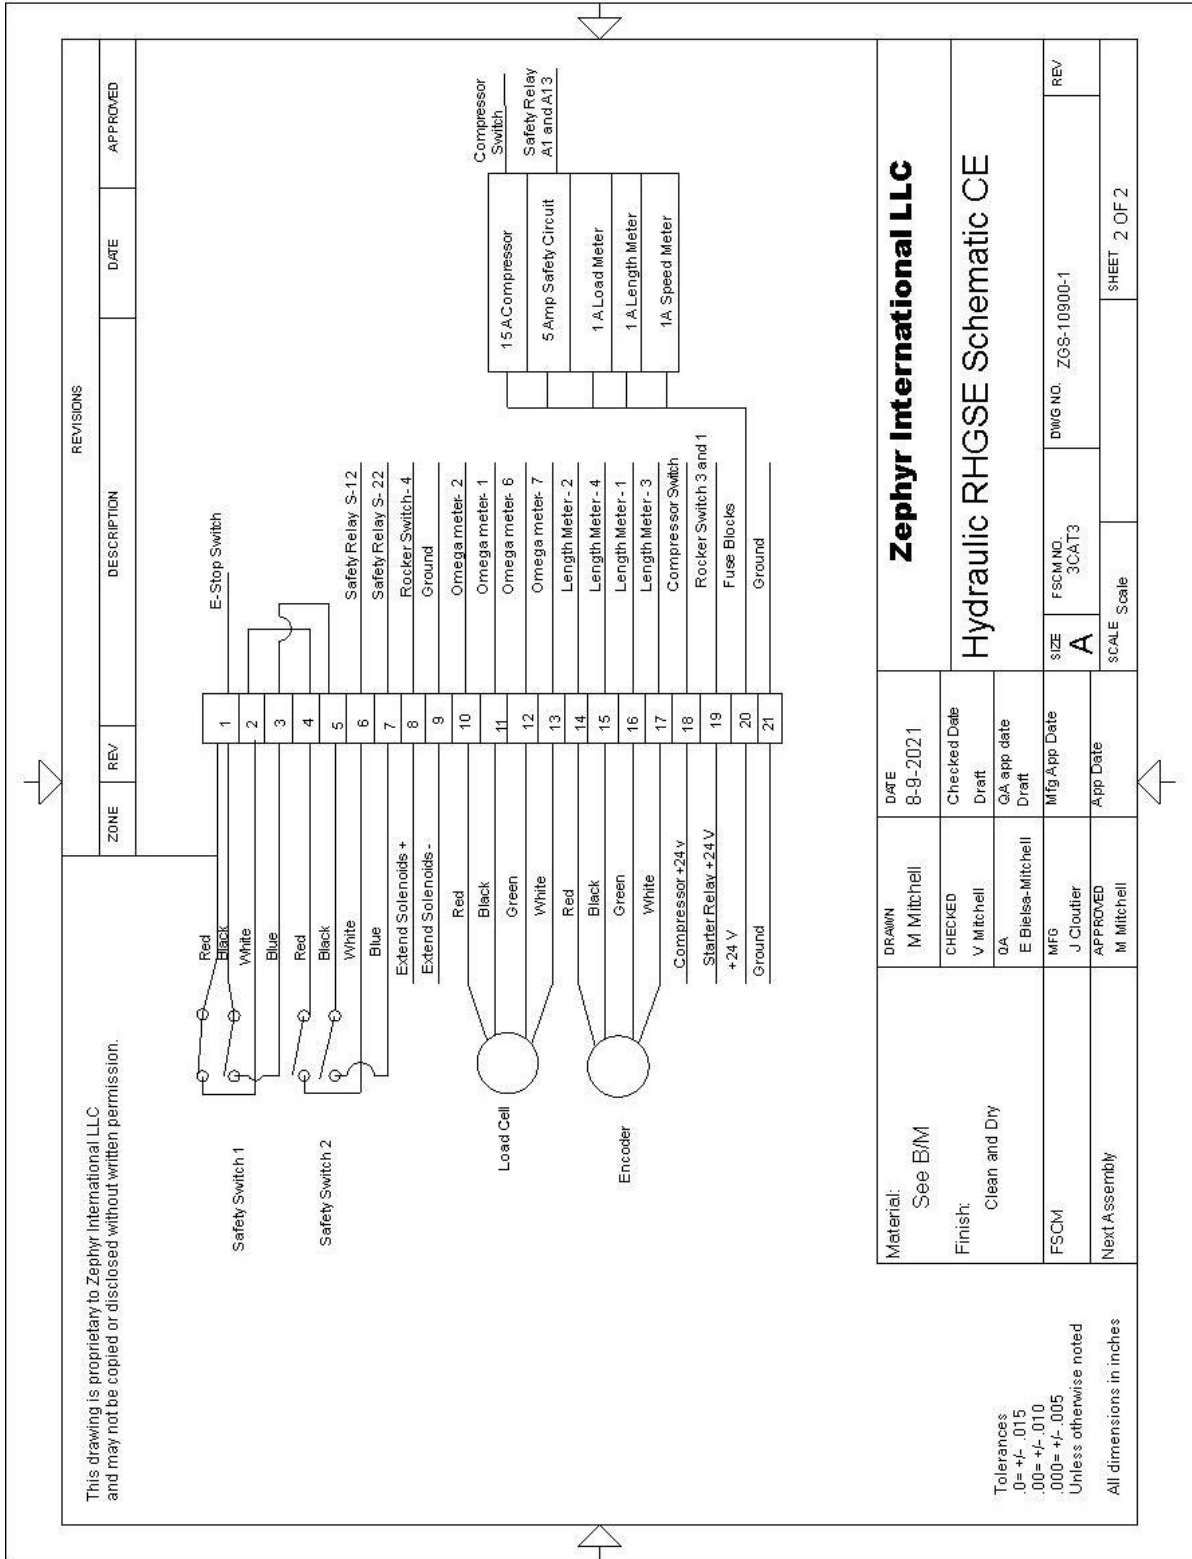 This drawing is proprietary to Zephyr International LLC
and may not be copied or disclosed without written permission.
REVISIONS
ZONE
REV
DESCRIPTION
DATE
APPROVED
Safety Switch 1
Red
Black
White
Blue
Safety Switch 2
Red
Black
White
Blue
Extend Solenoids +
Extend Solenoids -
Load Cell
Red
Black
Green
White
Encoder
Red
Black
Green
White
Compressor +24 v
Starter Relay +24 V
+24 V
Ground
1
2
3
4
5
6
7
8
9
10
11
12
13
14
15
16
17
18
19
20
21
E-Stop Switch
Safety Relay S-12
Safety Relay S-22
Rocker Switch- 4
Ground
Omega meter- 2
Omega meter- 1
Omega meter- 6
Omega meter- 7
Length Meter - 2
Length Meter - 4
Length Meter - 1
Length Meter - 3
Compressor Switch
Rocker Switch 3 and 1
Fuse Blocks
Ground
15 A Compressor
5 Amp Safety Circuit
1 A Load Meter
1 A Length Meter
1A Speed Meter
Compressor
Switch
Safety Relay
A1 and A13
Tolerances
.0= +/- .015
.00= +/- .010
.000= +/- .005
Unless otherwise noted
All dimensions in inches
Material:
See B/M
Finish:
Clean and Dry
FSCM
Next Assembly
DRAWN
M Mitchell
DATE
8-9-2021
CHECKED
V Mitchell
Checked Date
Draft
QA
E Bielsa-Mitchell
QA app date
Draft
MFG
J Cloutier
Mfg App Date
APPROVED
M Mitchell
App Date
Zephyr International LLC
Hydraulic RHGSE Schematic CE
SIZE
A
FSCM NO.
3CAT3
DWG NO.
ZGS-10900-1
REV
SCALE
Scale
SHEET
2 OF 2